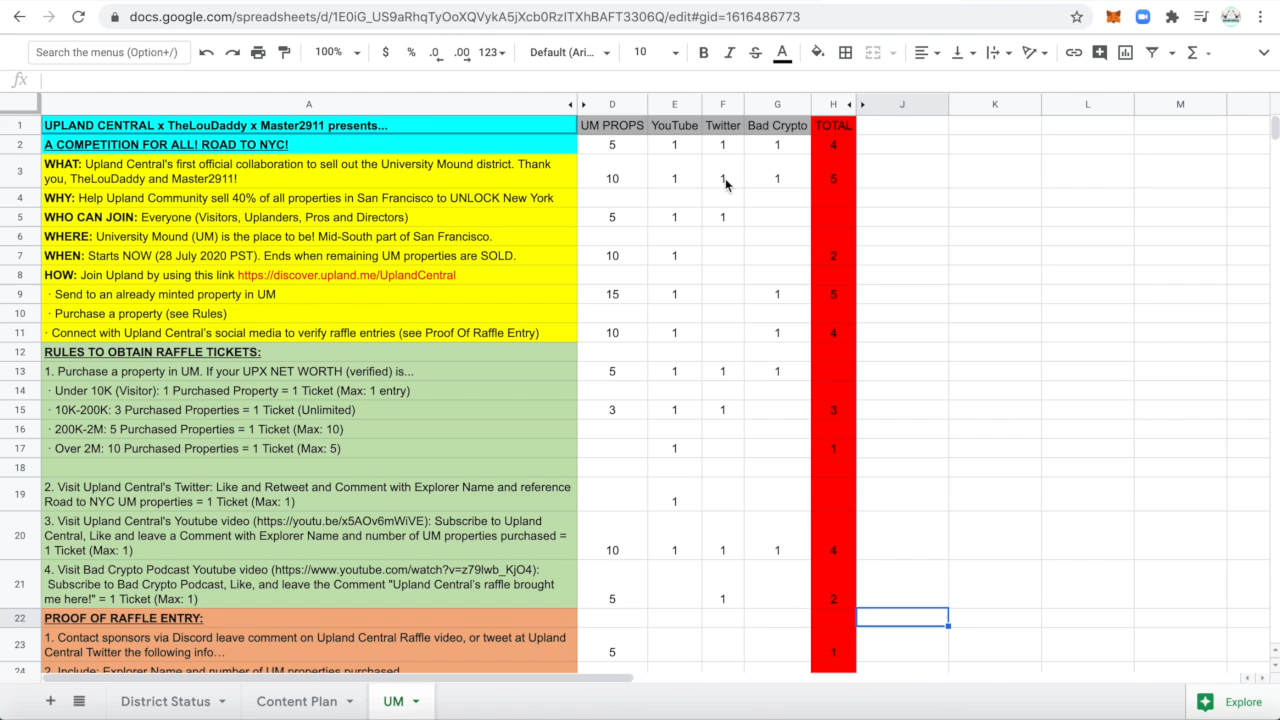 docs.google.com/spreadsheets/d/1E0iG_US9aRhqTyOoXQVykA5jXcb0RzITXhBAFT3306Q/edit#gid=1616486773
Search the menus (Option+/) 100% $ % .0 .00 123 Default (Ari... 10 B I S A
fx
A D E F G H J K L M
1 UPLAND CENTRAL x TheLouDaddy x Master2911 presents... UM PROPS YouTube Twitter Bad Crypto TOTAL
2 A COMPETITION FOR ALL! ROAD TO NYC! 5 1 1 1 4
WHAT: Upland Central's first official collaboration to sell out the University Mound district. Thank
3 you, TheLouDaddy and Master2911! 10 1 1 1 5
4 WHY: Help Upland Community sell 40% of all properties in San Francisco to UNLOCK New York
5 WHO CAN JOIN: Everyone (Visitors, Uplanders, Pros and Directors) 5 1 1
6 WHERE: University Mound (UM) is the place to be! Mid-South part of San Francisco.
7 WHEN: Starts NOW (28 July 2020 PST). Ends when remaining UM properties are SOLD. 10 1 2
8 HOW: Join Upland by using this link https://discover.upland.me/UplandCentral
9 · Send to an already minted property in UM 15 1 1 5
10 · Purchase a property (see Rules)
11 · Connect with Upland Central's social media to verify raffle entries (see Proof Of Raffle Entry) 10 1 1 4
12 RULES TO OBTAIN RAFFLE TICKETS:
13 1. Purchase a property in UM. If your UPX NET WORTH (verified) is... 5 1 1 1
14 · Under 10K (Visitor): 1 Purchased Property = 1 Ticket (Max: 1 entry)
15 · 10K-200K: 3 Purchased Properties = 1 Ticket (Unlimited) 3 1 1 3
16 · 200K-2M: 5 Purchased Properties = 1 Ticket (Max: 10)
17 · Over 2M: 10 Purchased Properties = 1 Ticket (Max: 5) 1 1
18
2. Visit Upland Central's Twitter: Like and Retweet and Comment with Explorer Name and reference
19 Road to NYC UM properties = 1 Ticket (Max: 1) 1
3. Visit Upland Central's Youtube video (https://youtu.be/x5AOv6mWiVE): Subscribe to Upland
20 Central, Like and leave a Comment with Explorer Name and number of UM properties purchased =
1 Ticket (Max: 1) 10 1 1 1 4
4. Visit Bad Crypto Podcast Youtube video (https://www.youtube.com/watch?v=z79lwb_KjO4):
21 Subscribe to Bad Crypto Podcast, Like, and leave the Comment "Upland Central's raffle brought
me here!" = 1 Ticket (Max: 1) 5 1 2
22 PROOF OF RAFFLE ENTRY:
1. Contact sponsors via Discord leave comment on Upland Central Raffle video, or tweet at Upland
23 Central Twitter the following info... 5 1
24 2. Include: Explorer Name and number of UM properties purchased
District Status Content Plan UM Explore